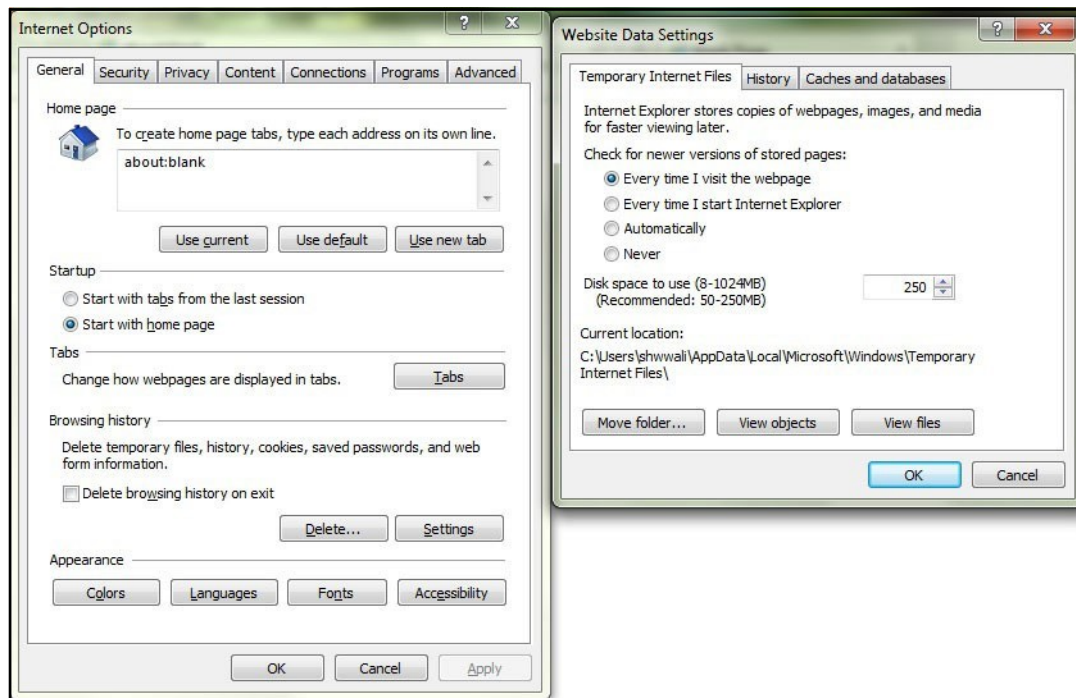 Internet Options
General
Security
Privacy
Content
Connections
Programs
Advanced
Home page
To create home page tabs, type each address on its own line.
about:blank
Use current
Use default
Use new tab
Startup
Start with tabs from the last session
Start with home page
Tabs
Change how webpages are displayed in tabs.
Tabs
Browsing history
Delete temporary files, history, cookies, saved passwords, and web
form information.
Delete browsing history on exit
Delete...
Settings
Appearance
Colors
Languages
Fonts
Accessibility
OK
Cancel
Apply
Website Data Settings
Temporary Internet Files
History
Caches and databases
Internet Explorer stores copies of webpages, images, and media
for faster viewing later.
Check for newer versions of stored pages:
Every time I visit the webpage
Every time I start Internet Explorer
Automatically
Never
Disk space to use (8-1024MB)
(Recommended: 50-250MB)
250
Current location:
C:\Users\shwwali\AppData\Local\Microsoft\Windows\Temporary
Internet Files\
Move folder...
View objects
View files
OK
Cancel